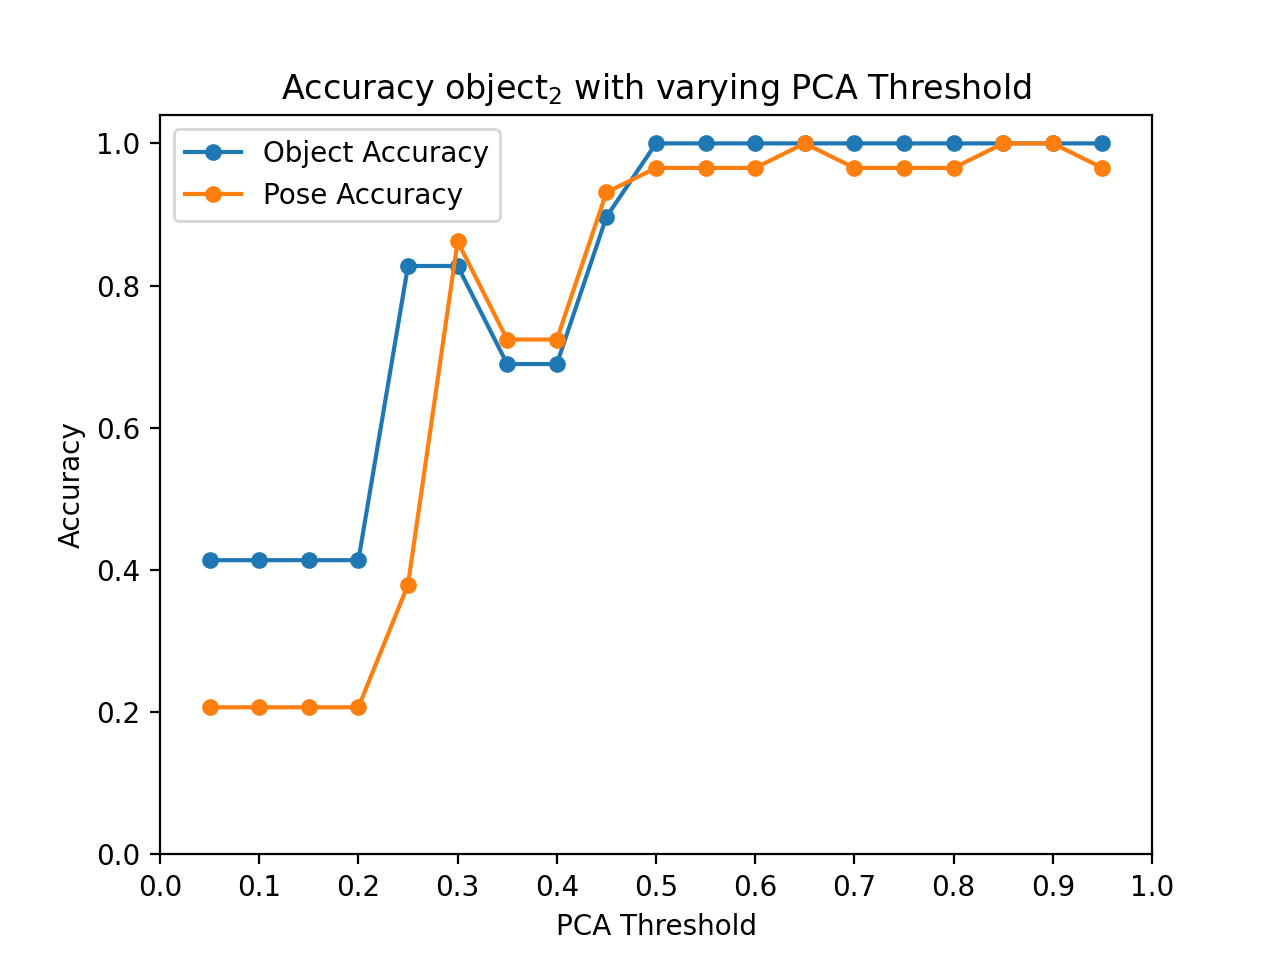 Accuracy object₂ with varying PCA Threshold
Object Accuracy
Pose Accuracy
1.0
0.8
0.6
0.4
0.2
0.0
Accuracy
0.0 0.1 0.2 0.3 0.4 0.5 0.6 0.7 0.8 0.9 1.0
PCA Threshold